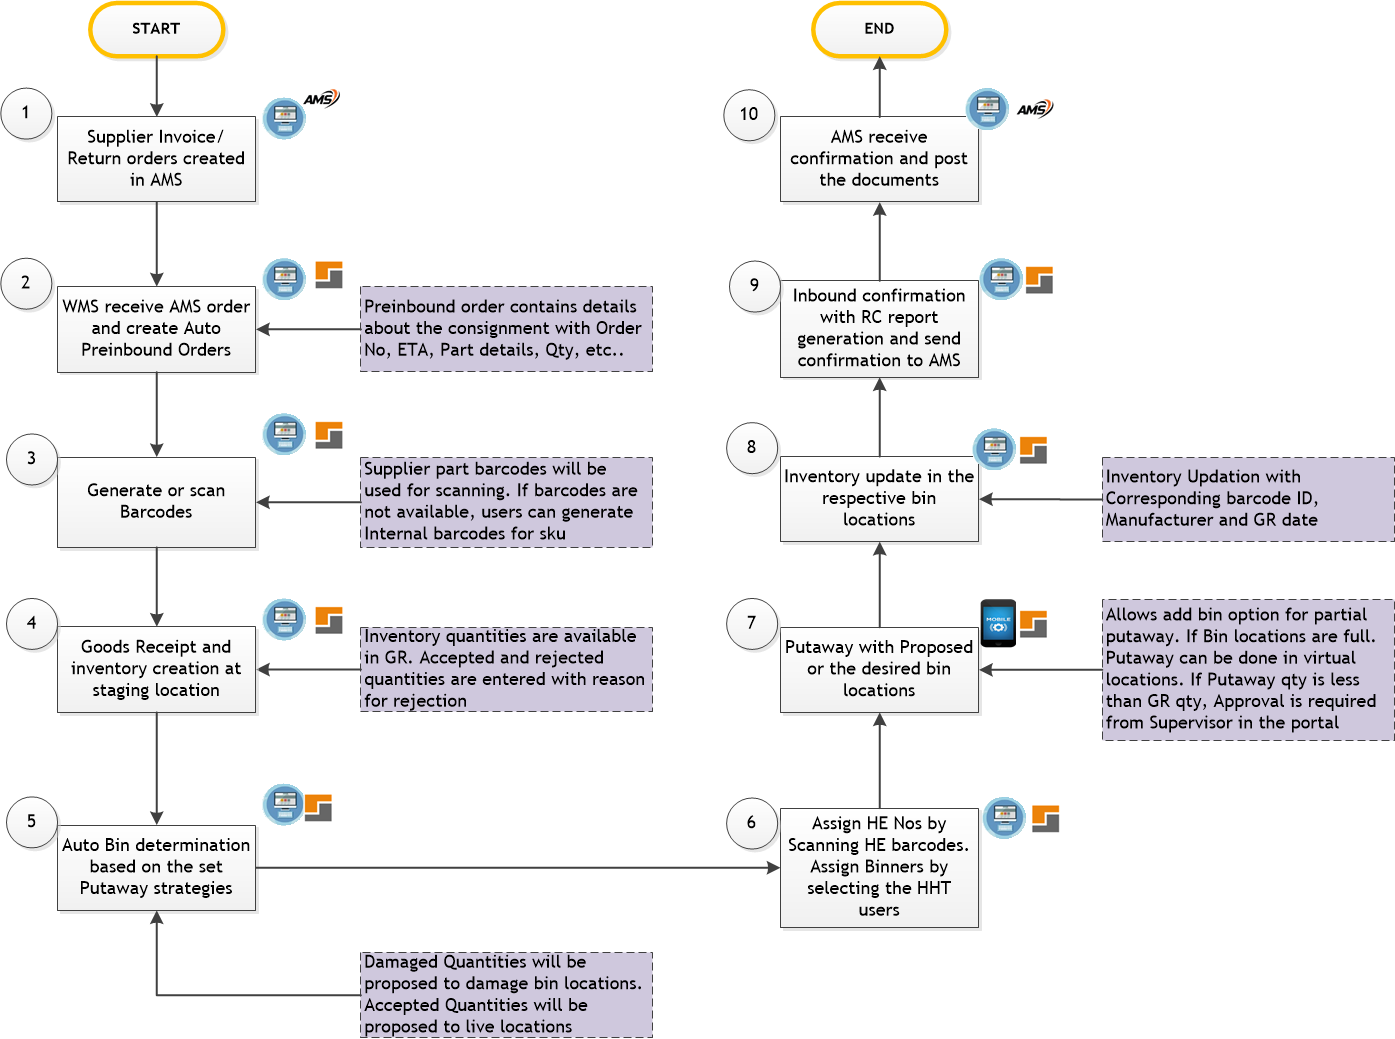 START
1
AMS
Supplier Invoice/
Return orders created
in AMS
2
WMS receive AMS order
and create Auto
Preinbound Orders
Preinbound order contains details
about the consignment with Order
No, ETA, Part details, Qty, etc..
3
Generate or scan
Barcodes
Supplier part barcodes will be
used for scanning. If barcodes are
not available, users can generate
Internal barcodes for sku
4
Goods Receipt and
inventory creation at
staging location
Inventory quantities are available
in GR. Accepted and rejected
quantities are entered with reason
for rejection
5
Auto Bin determination
based on the set
Putaway strategies
Damaged Quantities will be
proposed to damage bin locations.
Accepted Quantities will be
proposed to live locations
6
Assign HE Nos by
Scanning HE barcodes.
Assign Binners by
selecting the HHT
users
7
MOBILE
Putaway with Proposed
or the desired bin
locations
Allows add bin option for partial
putaway. If Bin locations are full.
Putaway can be done in virtual
locations. If Putaway qty is less
than GR qty, Approval is required
from Supervisor in the portal
8
Inventory update in the
respective bin
locations
Inventory Updation with
Corresponding barcode ID,
Manufacturer and GR date
9
Inbound confirmation
with RC report
generation and send
confirmation to AMS
10
AMS
AMS receive
confirmation and post
the documents
END